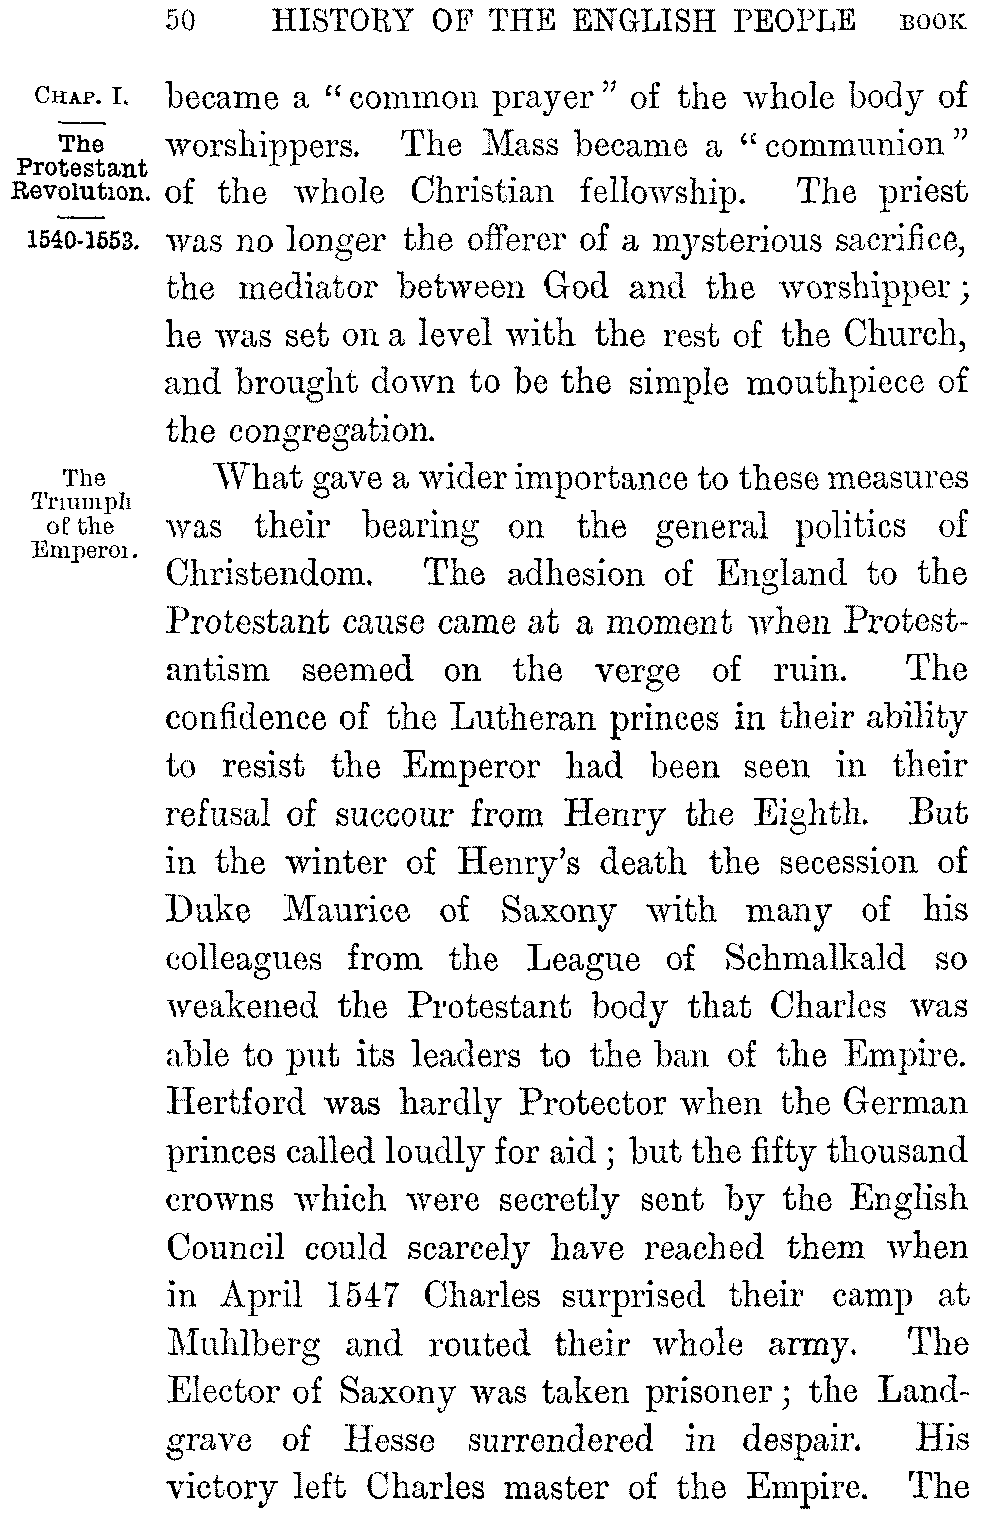 50 HISTORY OF THE ENGLISH PEOPLE BOOK
CHAP. I.
The
Protestant
Revolution.
1540-1553.
became a “common prayer” of the whole body of
worshippers. The Mass became a “communion”
of the whole Christian fellowship. The priest
was no longer the offerer of a mysterious sacrifice,
the mediator between God and the worshipper;
he was set on a level with the rest of the Church,
and brought down to be the simple mouthpiece of
the congregation.
The
Triumph
of the
Emperor.
What gave a wider importance to these measures
was their bearing on the general politics of
Christendom. The adhesion of England to the
Protestant cause came at a moment when Protest-
antism seemed on the verge of ruin. The
confidence of the Lutheran princes in their ability
to resist the Emperor had been seen in their
refusal of succour from Henry the Eighth. But
in the winter of Henry's death the secession of
Duke Maurice of Saxony with many of his
colleagues from the League of Schmalkald so
weakened the Protestant body that Charles was
able to put its leaders to the ban of the Empire.
Hertford was hardly Protector when the German
princes called loudly for aid; but the fifty thousand
crowns which were secretly sent by the English
Council could scarcely have reached them when
in April 1547 Charles surprised their camp at
Muhlberg and routed their whole army. The
Elector of Saxony was taken prisoner; the Land-
grave of Hesse surrendered in despair. His
victory left Charles master of the Empire. The